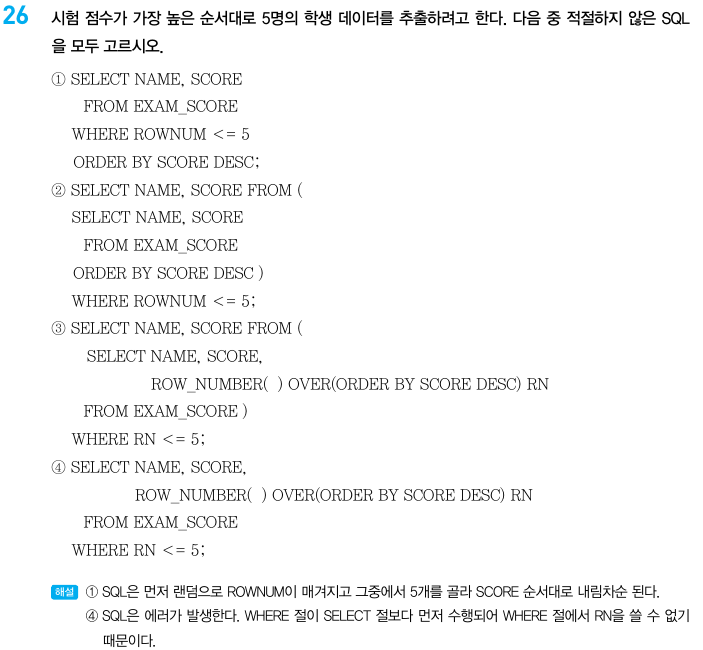 26 시험 점수가 가장 높은 순서대로 5명의 학생 데이터를 추출하려고 한다. 다음 중 적절하지 않은 SQL
을 모두 고르시오.
① SELECT NAME, SCORE
FROM EXAM_SCORE
WHERE ROWNUM <= 5
ORDER BY SCORE DESC;
② SELECT NAME, SCORE FROM (
SELECT NAME, SCORE
FROM EXAM_SCORE
ORDER BY SCORE DESC )
WHERE ROWNUM <= 5;
③ SELECT NAME, SCORE FROM (
SELECT NAME, SCORE,
ROW_NUMBER( ) OVER(ORDER BY SCORE DESC) RN
FROM EXAM_SCORE )
WHERE RN <= 5;
④ SELECT NAME, SCORE,
ROW_NUMBER( ) OVER(ORDER BY SCORE DESC) RN
FROM EXAM_SCORE
WHERE RN <= 5;
해설 ① SQL은 먼저 랜덤으로 ROWNUM이 매겨지고 그중에서 5개를 골라 SCORE 순서대로 내림차순 된다.
④ SQL은 에러가 발생한다. WHERE 절이 SELECT 절보다 먼저 수행되어 WHERE 절에서 RN을 쓸 수 없기
때문이다.